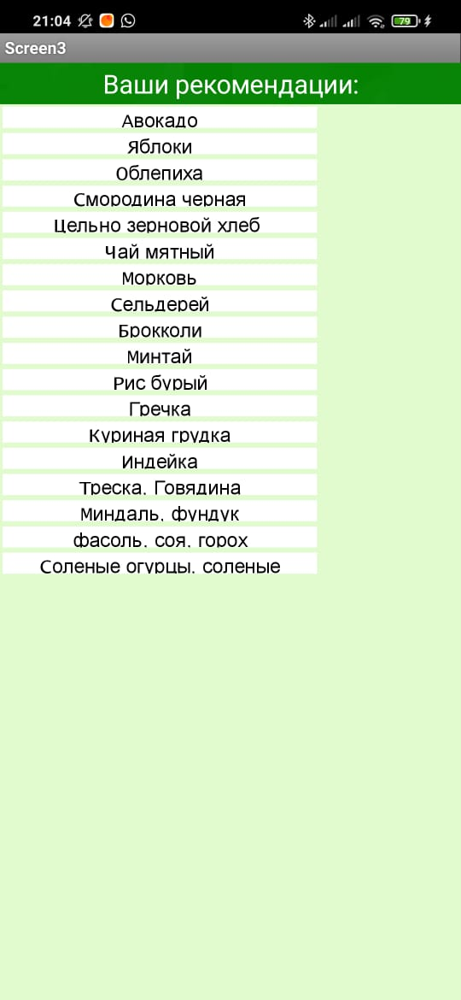 21:04
79
Screen3
Ваши рекомендации:
Авокадо
Яблоки
Облепиха
Смородина черная
Цельно зерновой хлеб
Чай мятный
Морковь
Сельдерей
Брокколи
Минтай
Рис бурый
Гречка
Куриная грудка
Индейка
Треска, Говядина
Миндаль, фундук
фасоль, соя, горох
Соленые огурцы, соленые